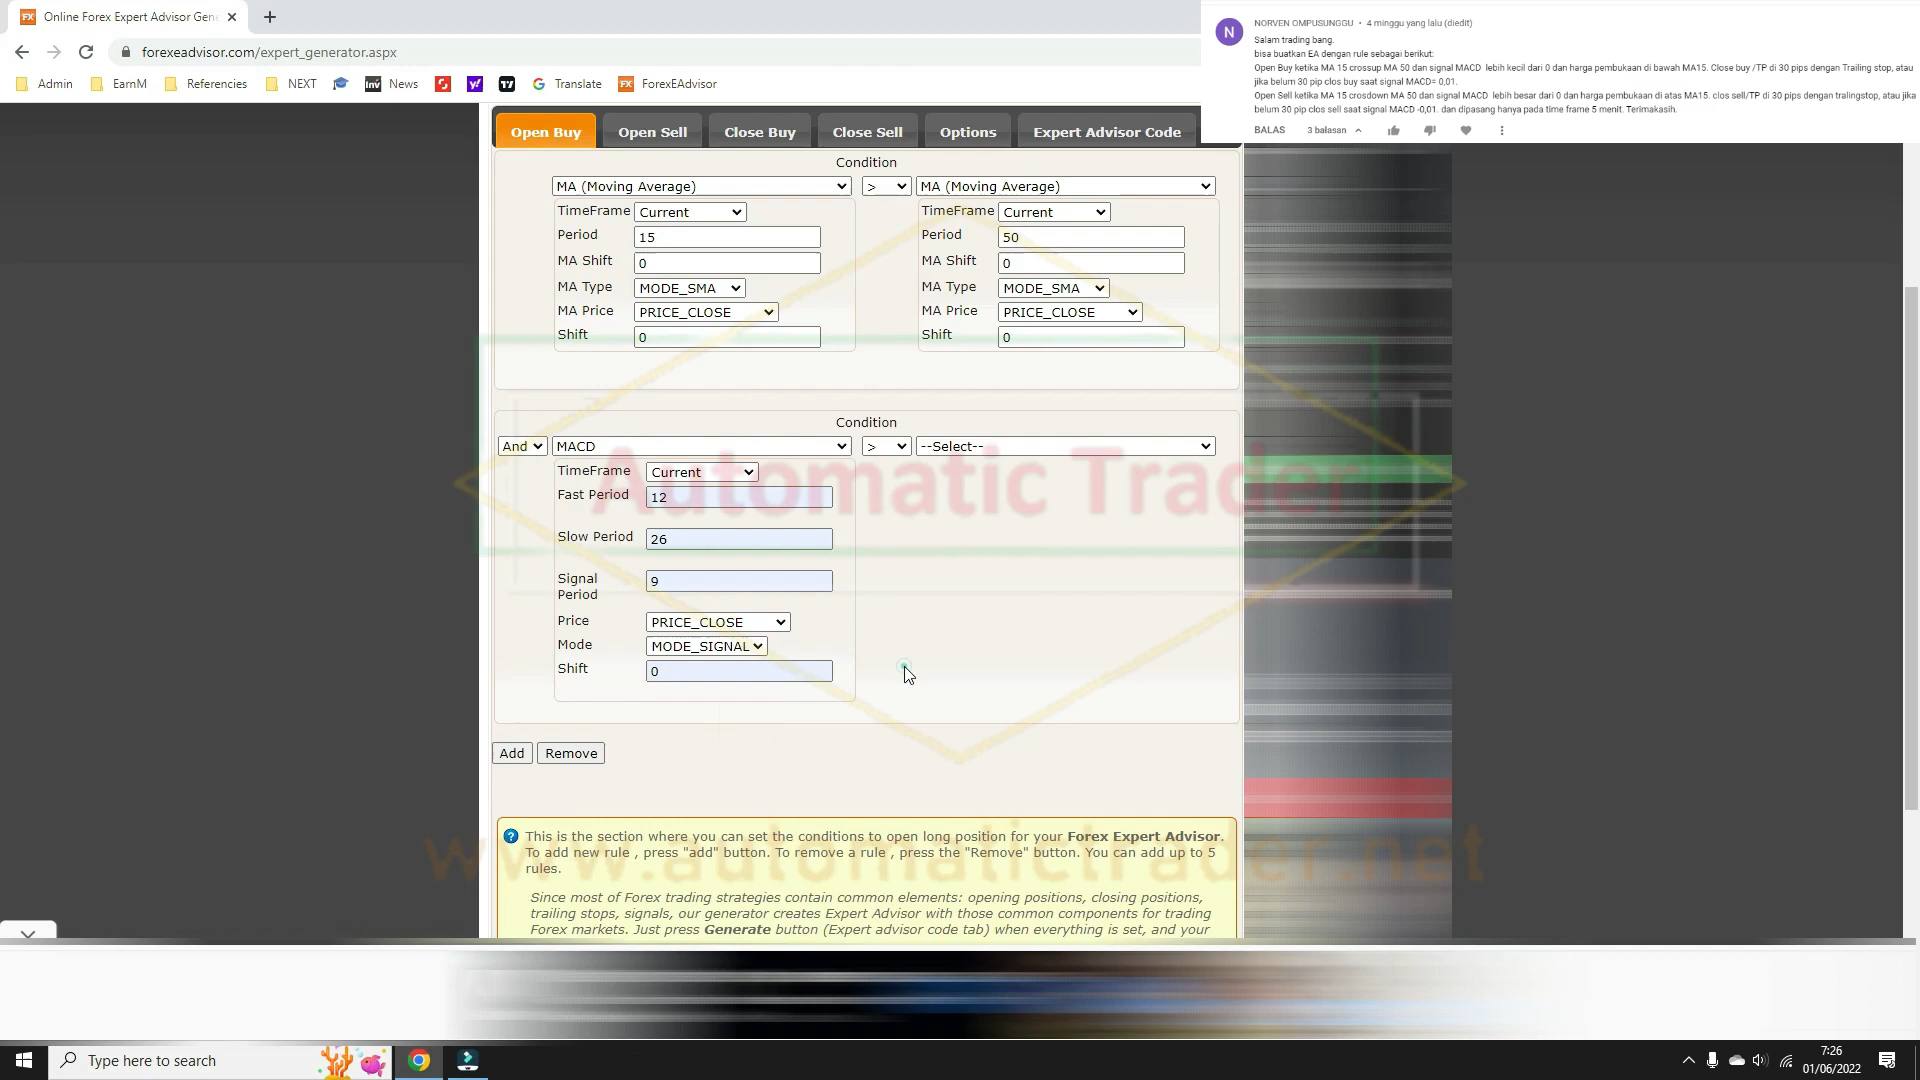 Online Forex Expert Advisor Gen
forexeadvisor.com/expert_generator.aspx
Admin EarnM References NEXT inv News Translate ForexEAdvisor
N NORVEN OMPUSUNGGU • 4 minggu yang lalu (diedit)
Salam trading bang.
bisa buatkan EA dengan rule sebagai berikut:
Open Buy ketika MA 15 crossup MA 50 dan signal MACD lebih kecil dari 0 dan harga pembukaan di bawah MA15. Close buy /TP di 30 pips dengan Trailing stop, atau
jika belum 30 pip clos buy saat signal MACD= 0,01.
Open Sell ketika MA 15 crosdown MA 50 dan signal MACD lebih besar dari 0 dan harga pembukaan di atas MA15. clos sell/TP di 30 pips dengan tralingstop, atau jika
belum 30 pip clos sell saat signal MACD -0,01. dan dipasang hanya pada time frame 5 menit. Terimakasih.
BALAS 3 balasan
Open Buy Open Sell Close Buy Close Sell Options Expert Advisor Code
Condition
MA (Moving Average) > MA (Moving Average)
TimeFrame Current TimeFrame Current
Period 15 Period 50
MA Shift 0 MA Shift 0
MA Type MODE_SMA MA Type MODE_SMA
MA Price PRICE_CLOSE MA Price PRICE_CLOSE
Shift 0 Shift 0
Condition
And MACD > --Select--
TimeFrame Current
Fast Period 12
Automatic Trader
Slow Period 26
Signal
Period 9
Price PRICE_CLOSE
Mode MODE_SIGNAL
Shift 0
Add Remove
This is the section where you can set the conditions to open long position for your Forex Expert Advisor.
To add new rule , press "add" button. To remove a rule , press the "Remove" button. You can add up to 5
rules.
www.automatictrader.net
Since most of Forex trading strategies contain common elements: opening positions, closing positions,
trailing stops, signals, our generator creates Expert Advisor with those common components for trading
Forex markets. Just press Generate button (Expert advisor code tab) when everything is set, and your
Type here to search
7:26
01/06/2022